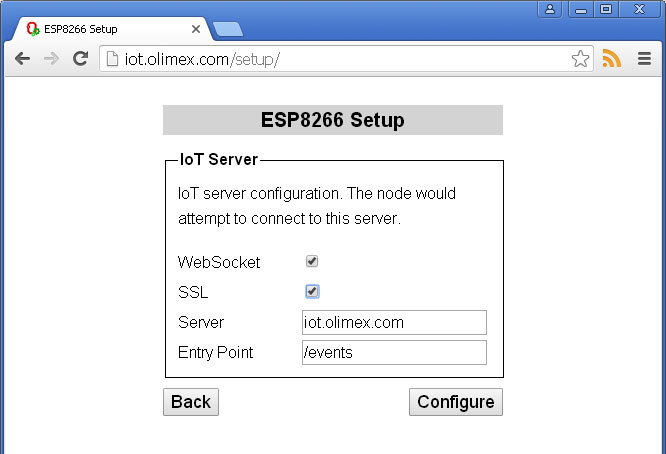 ESP8266 Setup
iot.olimex.com/setup/
ESP8266 Setup
IoT Server
IoT server configuration. The node would
attempt to connect to this server.
WebSocket
SSL
Server iot.olimex.com
Entry Point /events
Back Configure